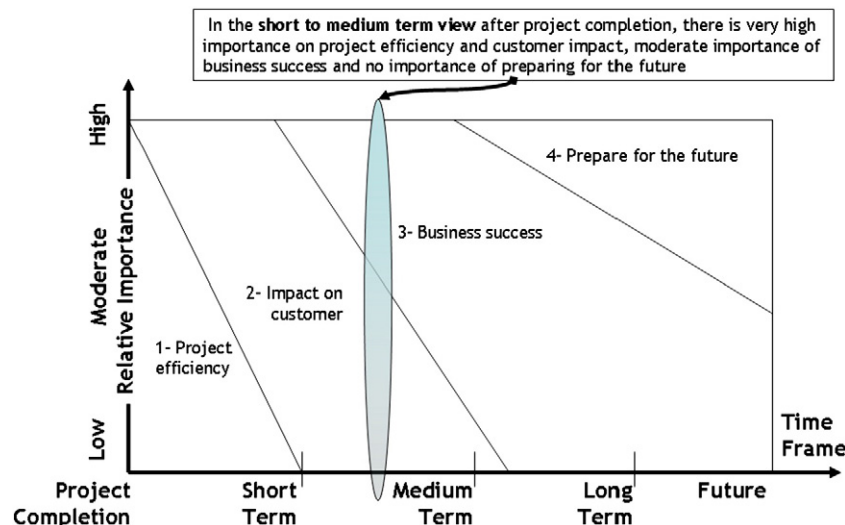 In the short to medium term view after project completion, there is very high
importance on project efficiency and customer impact, moderate importance of
business success and no importance of preparing for the future
High
Moderate
Low
Relative Importance
4- Prepare for the future
3- Business success
2- Impact on
customer
1- Project
efficiency
Time
Frame
Project
Completion
Short
Term
Medium
Term
Long
Term
Future